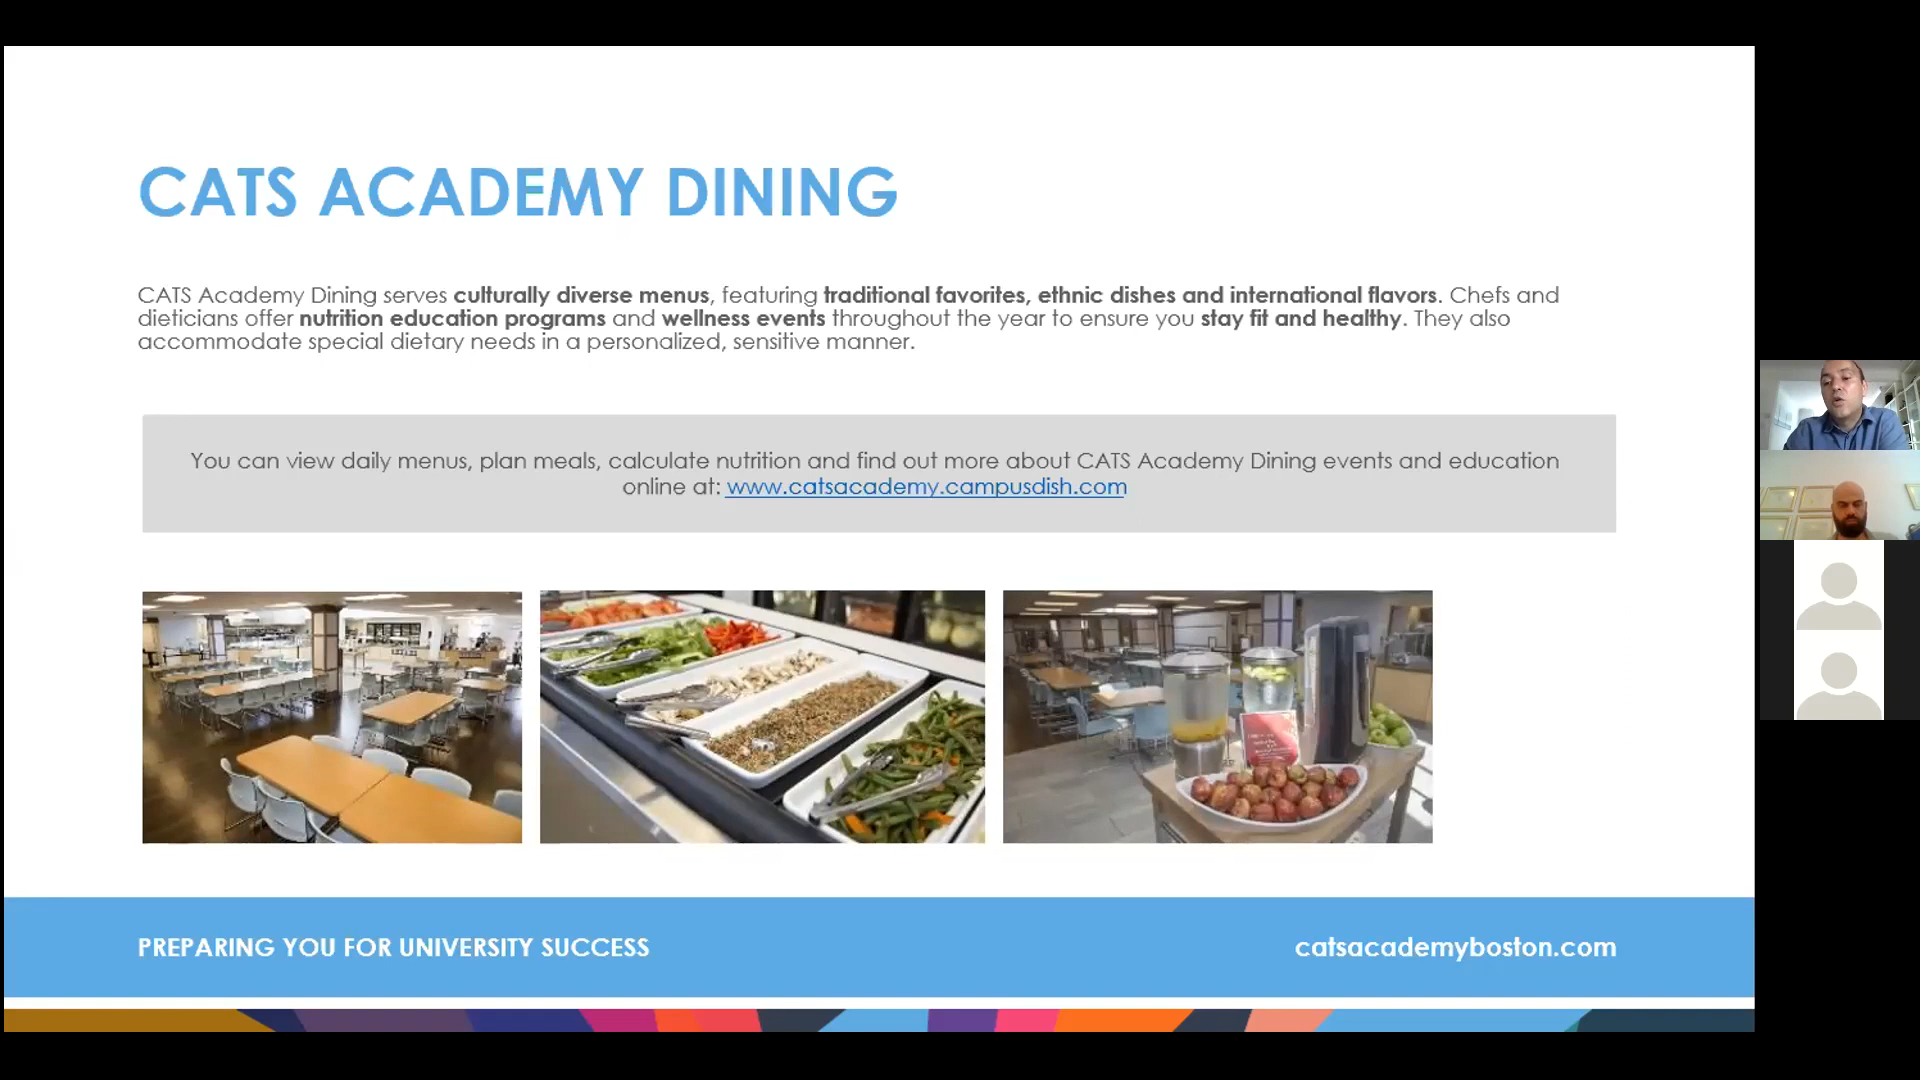 CATS ACADEMY DINING
CATS Academy Dining serves culturally diverse menus, featuring traditional favorites, ethnic dishes and international flavors. Chefs and
dieticians offer nutrition education programs and wellness events throughout the year to ensure you stay fit and healthy. They also
accommodate special dietary needs in a personalized, sensitive manner.
You can view daily menus, plan meals, calculate nutrition and find out more about CATS Academy Dining events and education
online at: www.catsacademy.campusdish.com
PREPARING YOU FOR UNIVERSITY SUCCESS
catsacademyboston.com